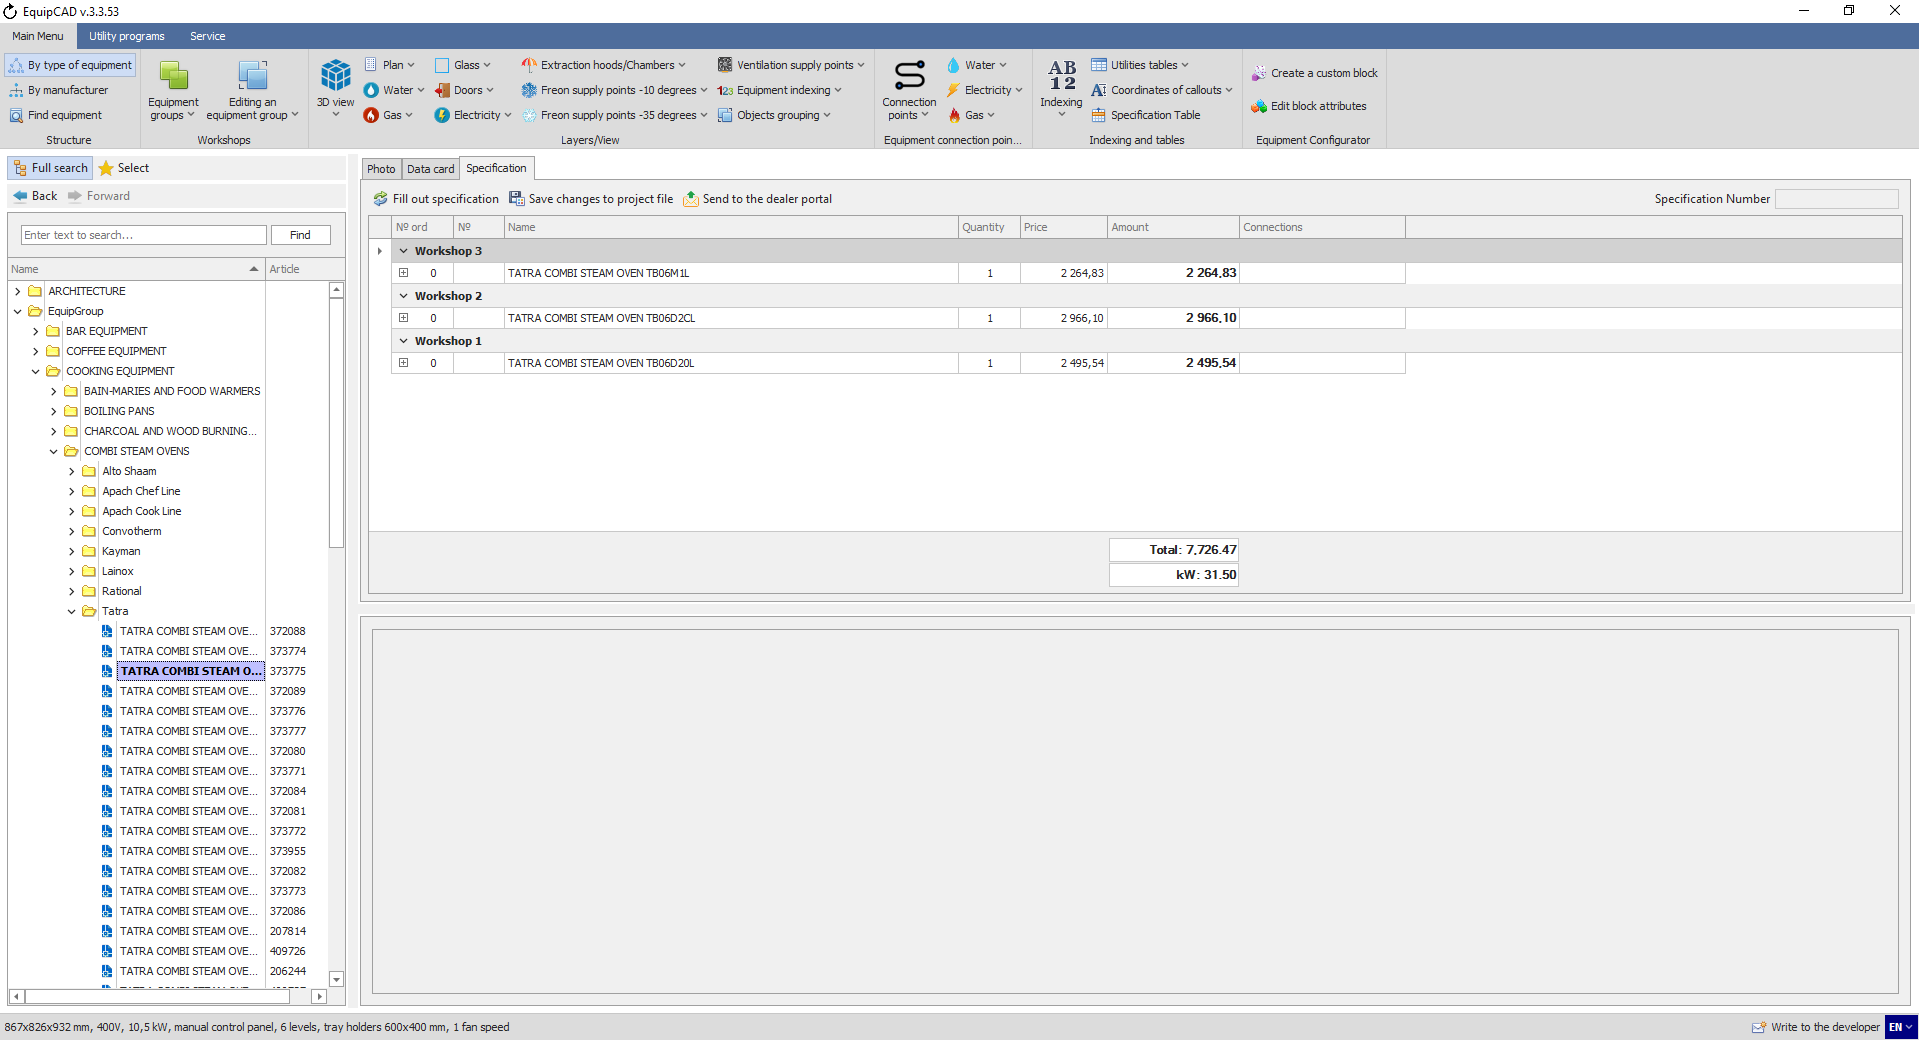 EquipCAD v.3.3.53
Main Menu
Utility programs
Service
By type of equipment
By manufacturer
Find equipment
Structure
Equipment groups
Editing an equipment group
Workshops
3D view
Plan
Water
Gas
Glass
Doors
Electricity
Extraction hoods/Chambers
Freon supply points -10 degrees
Freon supply points -35 degrees
Ventilation supply points
123 Equipment indexing
Objects grouping
Layers/View
Connection points
Water
Electricity
Gas
Equipment connection poin...
AB 12
Indexing
Utilities tables
Coordinates of callouts
Specification Table
Indexing and tables
Create a custom block
Edit block attributes
Equipment Configurator
Full search
Select
Back
Forward
Enter text to search...
Find
Name Article
ARCHITECTURE
EquipGroup
BAR EQUIPMENT
COFFEE EQUIPMENT
COOKING EQUIPMENT
BAIN-MARIES AND FOOD WARMERS
BOILING PANS
CHARCOAL AND WOOD BURNING...
COMBI STEAM OVENS
Alto Shaam
Apach Chef Line
Apach Cook Line
Convotherm
Kayman
Lainox
Rational
Tatra
TATRA COMBI STEAM OVE... 372088
TATRA COMBI STEAM OVE... 373774
TATRA COMBI STEAM O... 373775
TATRA COMBI STEAM OVE... 372089
TATRA COMBI STEAM OVE... 373776
TATRA COMBI STEAM OVE... 373777
TATRA COMBI STEAM OVE... 372080
TATRA COMBI STEAM OVE... 373771
TATRA COMBI STEAM OVE... 372084
TATRA COMBI STEAM OVE... 372081
TATRA COMBI STEAM OVE... 373772
TATRA COMBI STEAM OVE... 373955
TATRA COMBI STEAM OVE... 372082
TATRA COMBI STEAM OVE... 373773
TATRA COMBI STEAM OVE... 372086
TATRA COMBI STEAM OVE... 207814
TATRA COMBI STEAM OVE... 409726
TATRA COMBI STEAM OVE... 206244
Photo
Data card
Specification
Fill out specification
Save changes to project file
Send to the dealer portal
Specification Number
Nº ord Nº Name Quantity Price Amount Connections
Workshop 3
0 TATRA COMBI STEAM OVEN TB06M1L 1 2 264,83 2 264,83
Workshop 2
0 TATRA COMBI STEAM OVEN TB06D2CL 1 2 966,10 2 966,10
Workshop 1
0 TATRA COMBI STEAM OVEN TB06D20L 1 2 495,54 2 495,54
Total: 7,726.47
kW: 31.50
867x826x932 mm, 400V, 10,5 kW, manual control panel, 6 levels, tray holders 600x400 mm, 1 fan speed
Write to the developer
EN